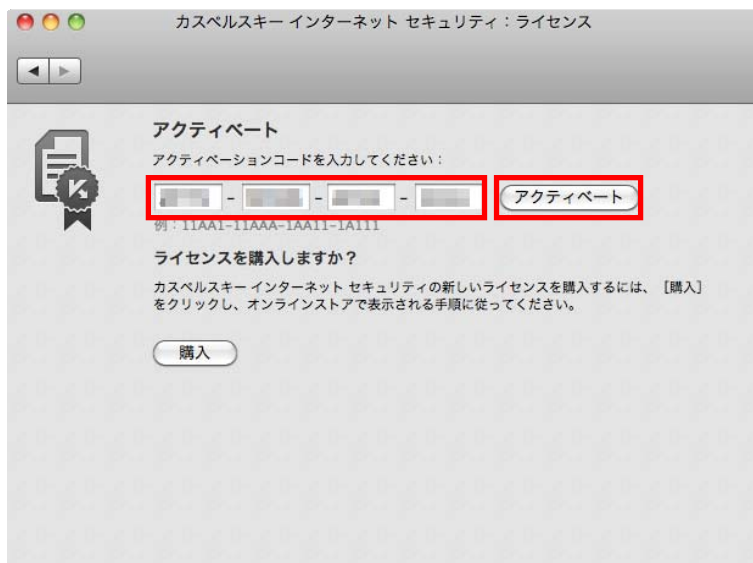 カスペルスキー インターネット セキュリティ：ライセンス
アクティベート
アクティベーションコードを入力してください：
- - -
アクティベート
例：11AA1-11AAA-1AA11-1A111
ライセンスを購入しますか？
カスペルスキー インターネット セキュリティの新しいライセンスを購入するには、［購入］
をクリックし、オンラインストアで表示される手順に従ってください。
購入